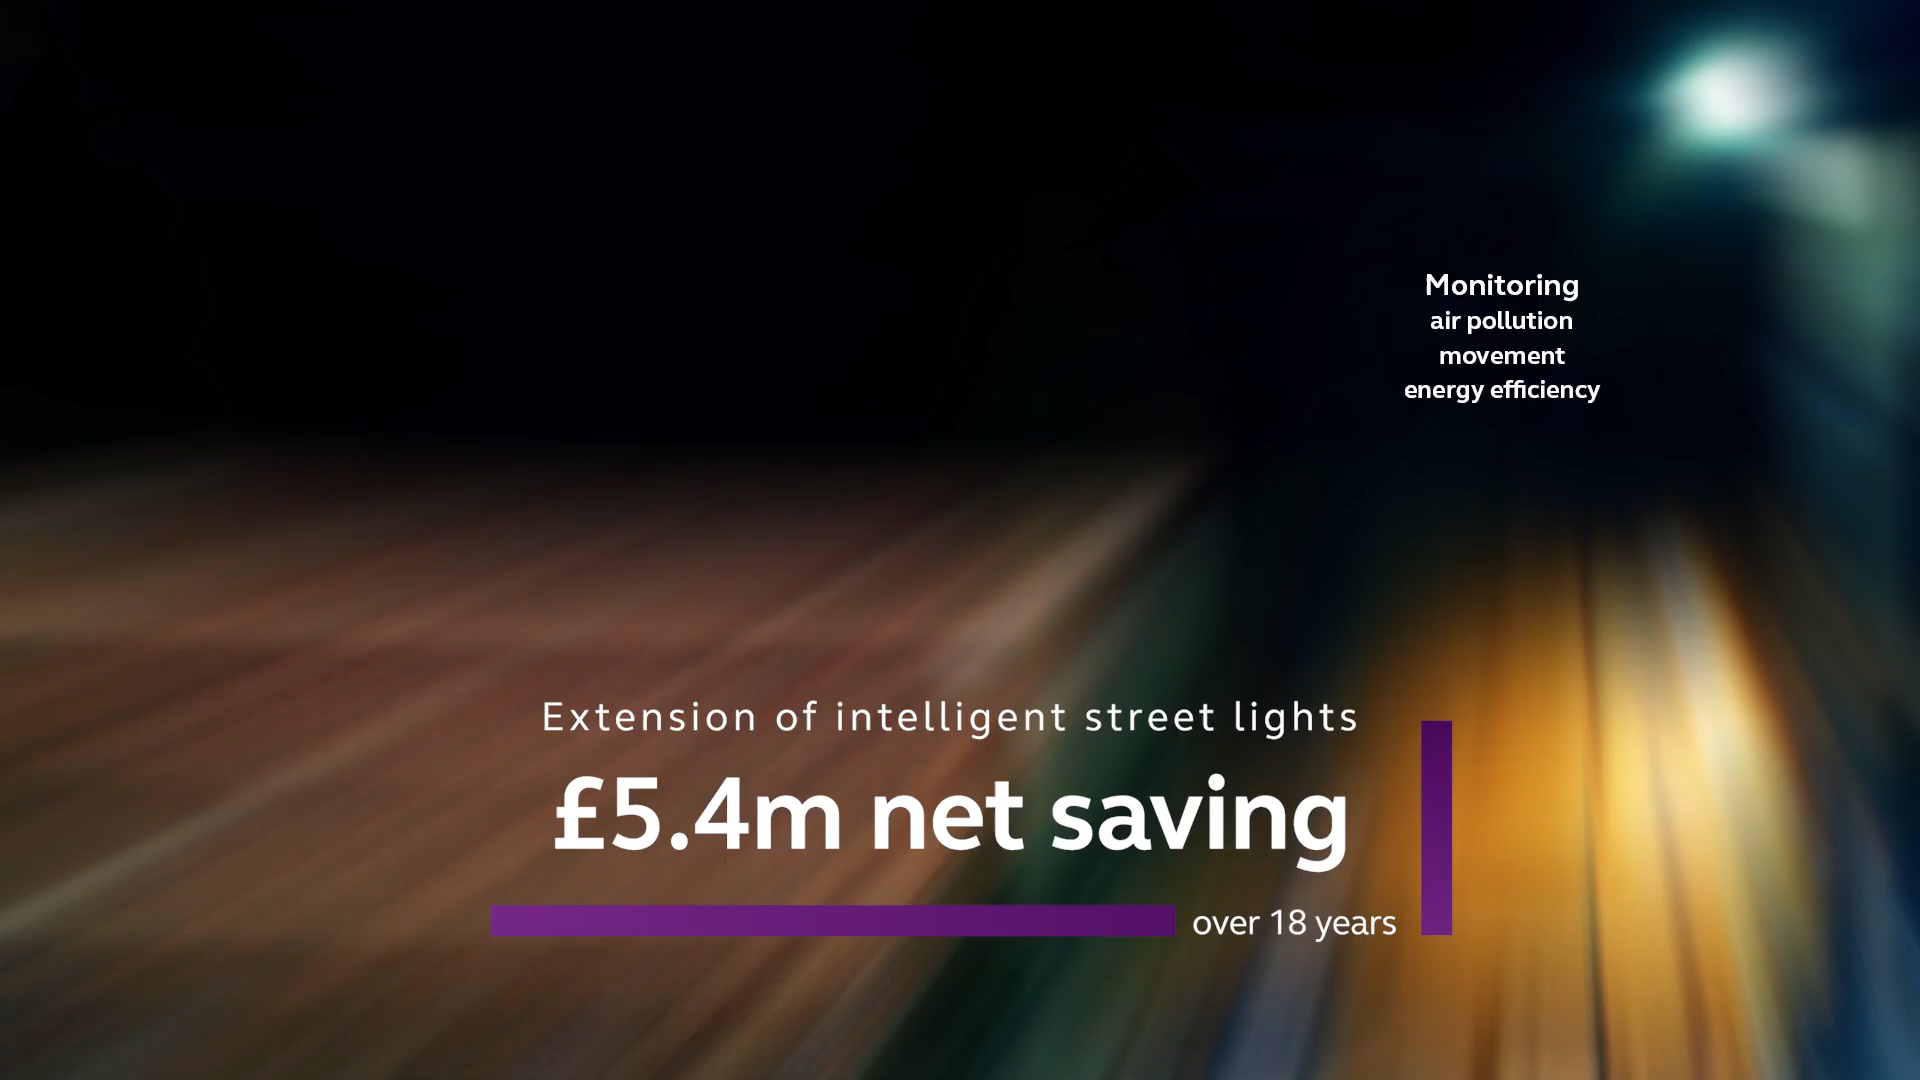 Monitoring
air pollution
movement
energy efficiency
Extension of intelligent street lights
£5.4m net saving
over 18 years